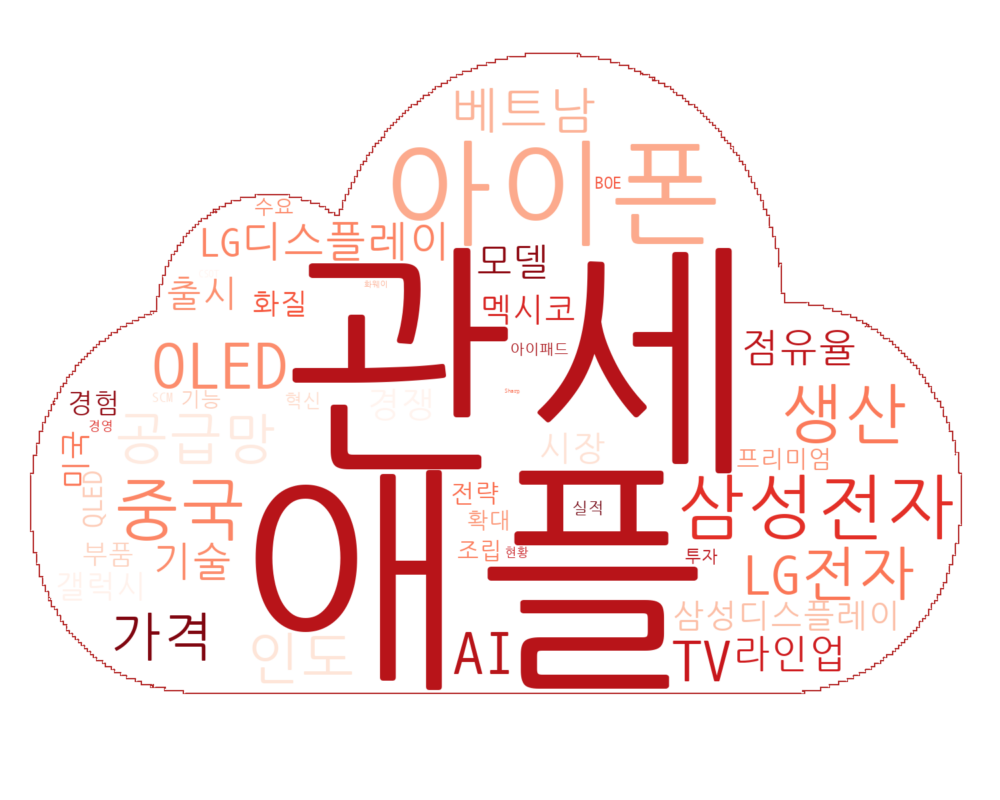 베트남
아이폰
BOE
수요
LG디스플레이
모델
관세
출시
화질
화웨이
멕시코
아이패드
점유율
OLED
Sharp
경험
SCM
기능
혁신
경쟁
생산
경영
공급망
미국
시장
프리미엄
QLED
중국
애플
전략
실적
삼성전자
확대
부품
기술
조립
현황
투자
LG전자
갤럭시
삼성디스플레이
가격
인도
AI
TV
라인업